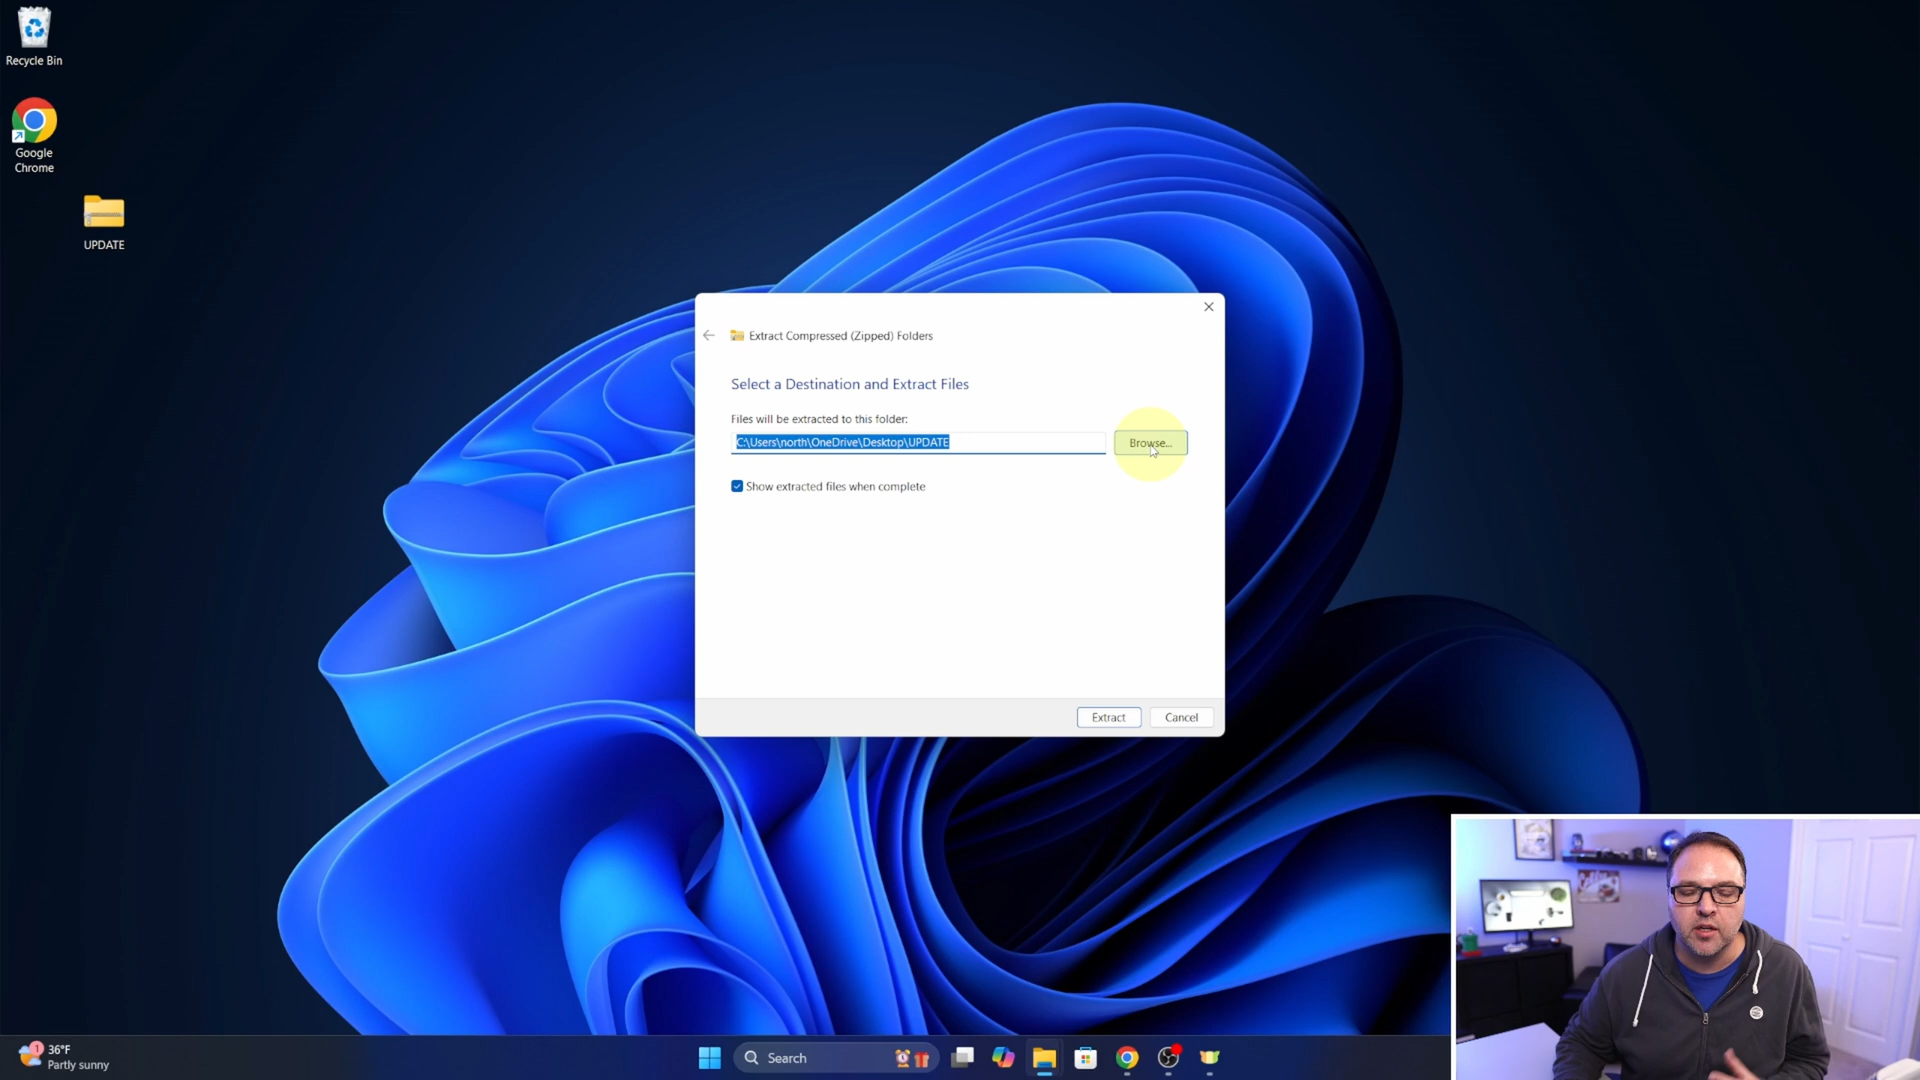 Recycle Bin
Google
Chrome
UPDATE
Extract Compressed (Zipped) Folders
Select a Destination and Extract Files
Files will be extracted to this folder:
C:\Users\north\OneDrive\Desktop\UPDATE
Browse...
Show extracted files when complete
Extract
Cancel
1
36°F
Partly sunny
Search